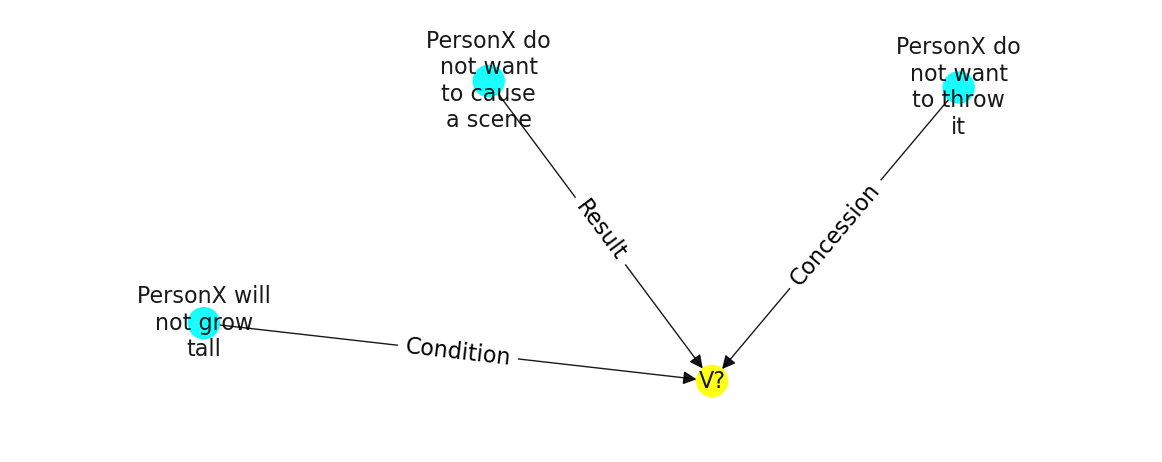 PersonX do
not want
to cause
a scene
PersonX do
not want
to throw
it
Result
Concession
PersonX will
not grow
tall
Condition
V?